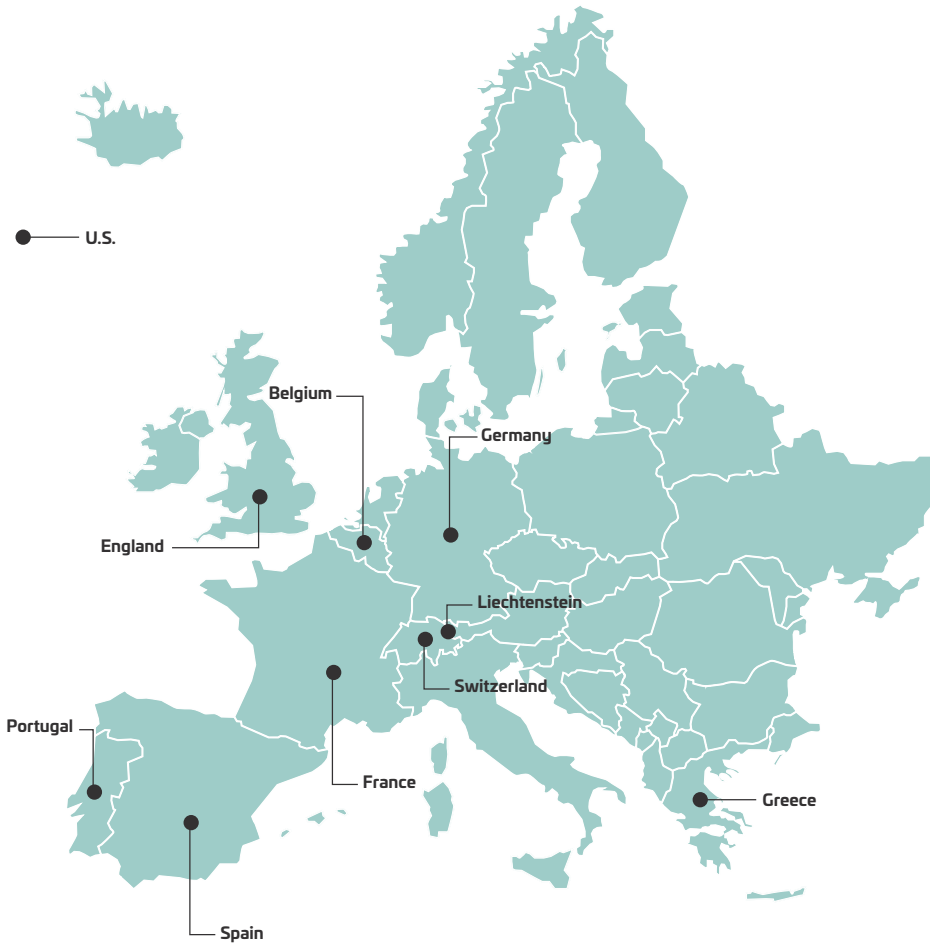 U.S.
Belgium
Germany
England
Liechtenstein
Switzerland
Portugal
France
Greece
Spain